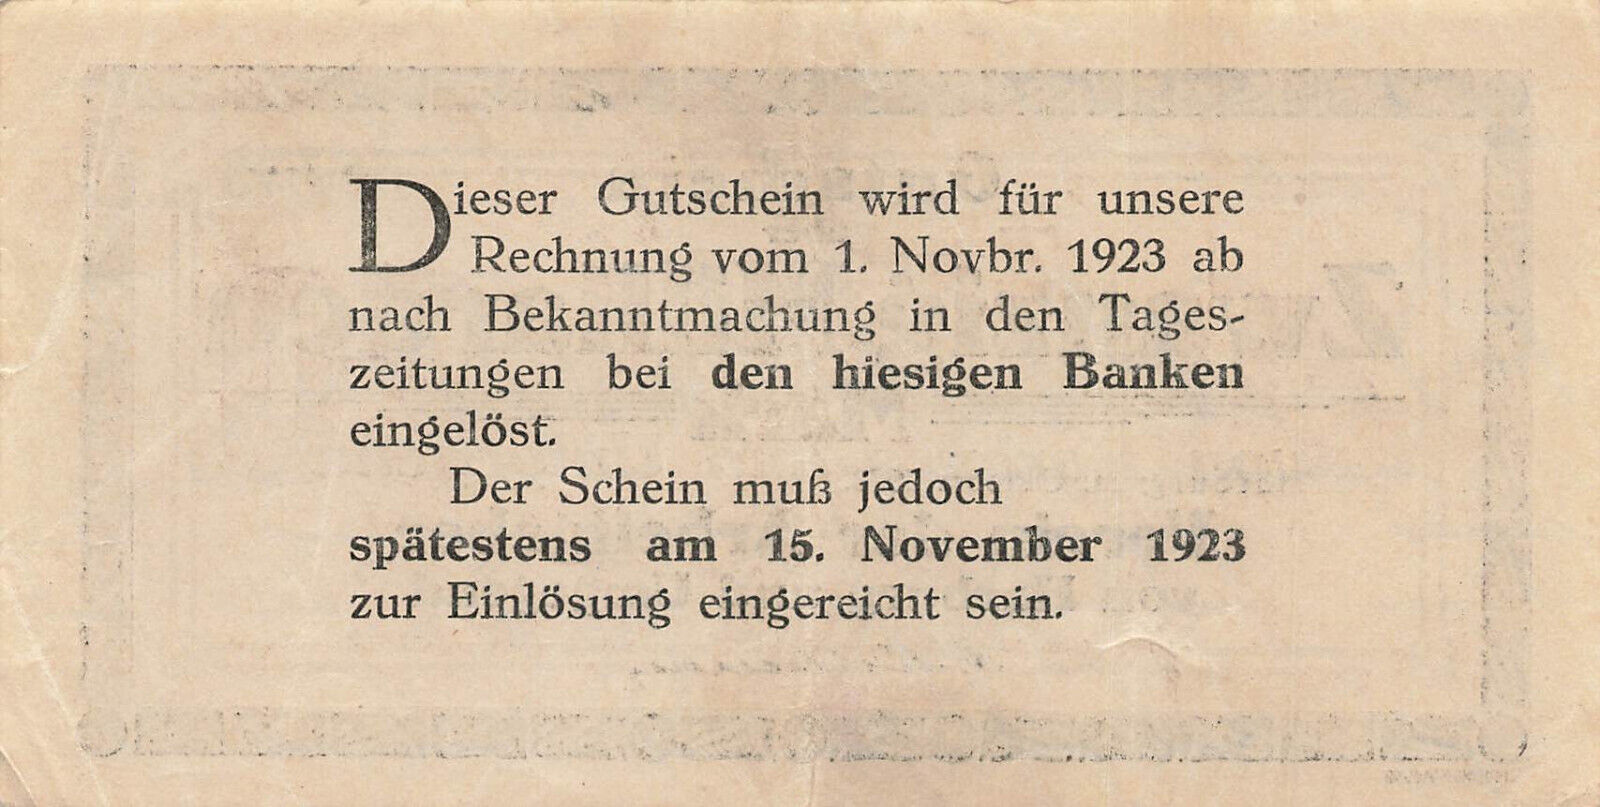 Dieser Gutschein wird für unsere
Rechnung vom 1. Novbr. 1923 ab
nach Bekanntmachung in den Tages-
zeitungen bei den hiesigen Banken
eingelöst.
Der Schein muß jedoch
spätestens am 15. November 1923
zur Einlösung eingereicht sein.